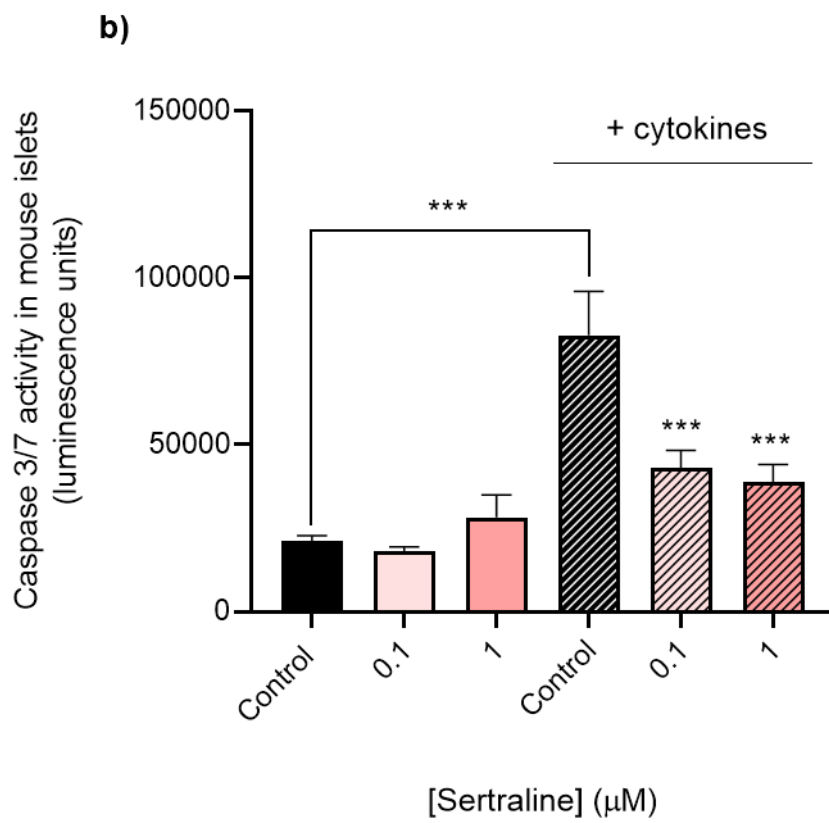 b)
Caspase 3/7 activity in mouse islets
(luminescence units)
150000
100000
50000
0
+ cytokines
***
***
***
Control
0.1
1
Control
0.1
1
[Sertraline] (μM)